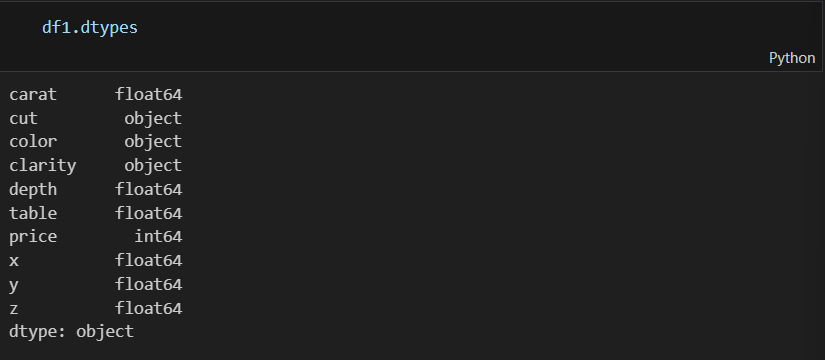 df1.dtypes
Python
carat float64
cut object
color object
clarity object
depth float64
table float64
price int64
x float64
y float64
z float64
dtype: object